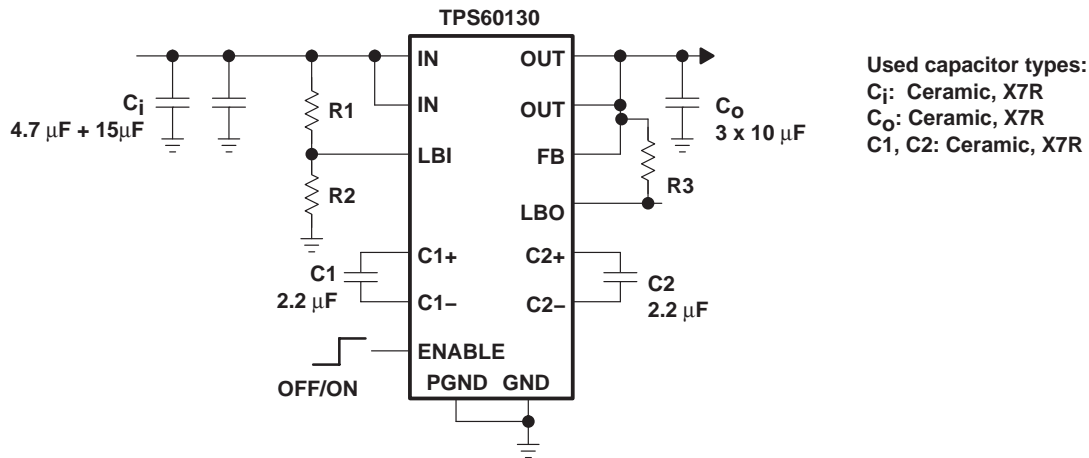 TPS60130
IN
OUT
IN
OUT
LBI
FB
LBO
C1+
C2+
C1−
C2−
ENABLE
PGND
GND
Ci
4.7 μF + 15μF
R1
R2
C1
2.2 μF
OFF/ON
Co
3 x 10 μF
R3
C2
2.2 μF
Used capacitor types:
Ci: Ceramic, X7R
Co: Ceramic, X7R
C1, C2: Ceramic, X7R